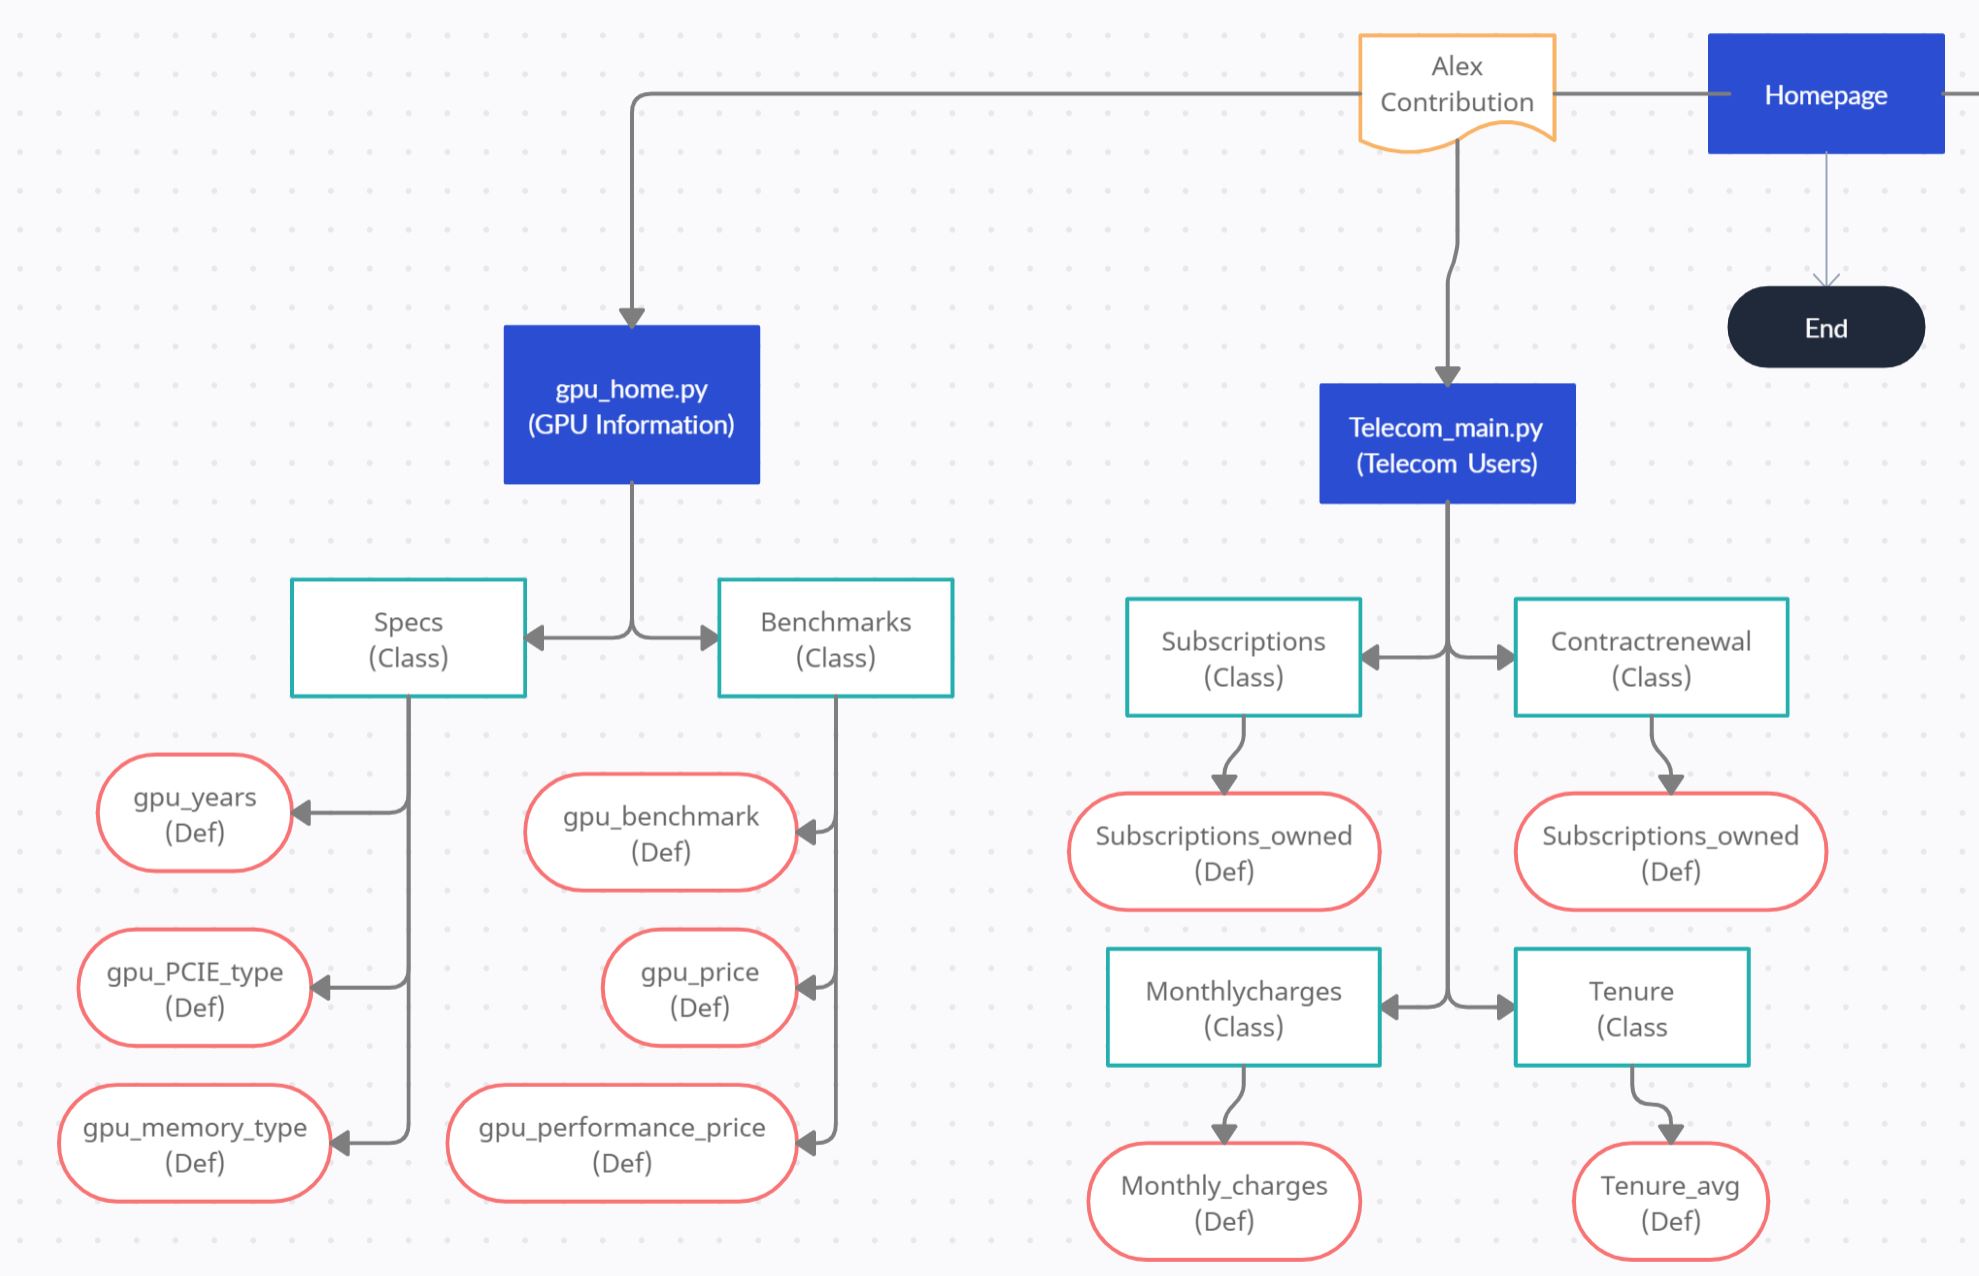 Alex
Contribution
Homepage
End
gpu_home.py
(GPU Information)
Telecom_main.py
(Telecom Users)
Specs
(Class)
Benchmarks
(Class)
Subscriptions
(Class)
Contractrenewal
(Class)
gpu_years
(Def)
gpu_benchmark
(Def)
Subscriptions_owned
(Def)
Subscriptions_owned
(Def)
gpu_PCIE_type
(Def)
gpu_price
(Def)
Monthlycharges
(Class)
Tenure
(Class
gpu_memory_type
(Def)
gpu_performance_price
(Def)
Monthly_charges
(Def)
Tenure_avg
(Def)